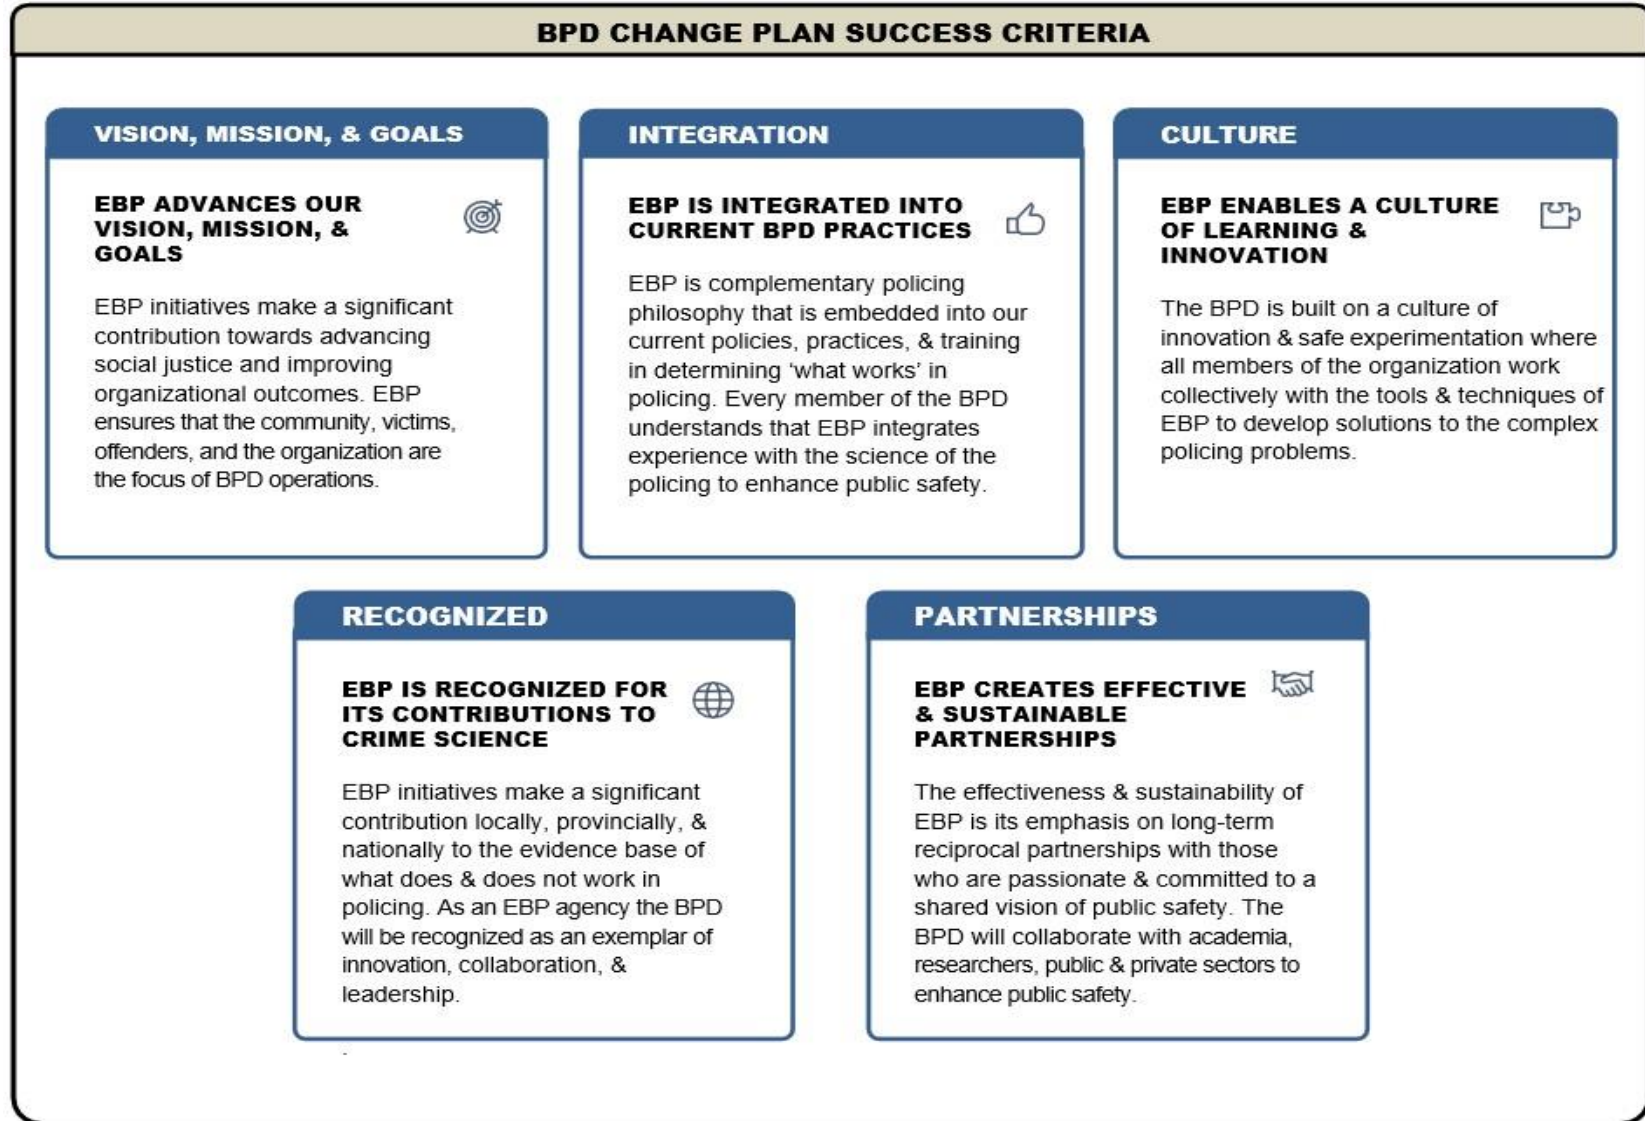 BPD CHANGE PLAN SUCCESS CRITERIA
VISION, MISSION, & GOALS
EBP ADVANCES OUR
VISION, MISSION, &
GOALS
EBP initiatives make a significant
contribution towards advancing
social justice and improving
organizational outcomes. EBP
ensures that the community, victims,
offenders, and the organization are
the focus of BPD operations.
INTEGRATION
EBP IS INTEGRATED INTO
CURRENT BPD PRACTICES
EBP is complementary policing
philosophy that is embedded into our
current policies, practices, & training
in determining ‘what works’ in
policing. Every member of the BPD
understands that EBP integrates
experience with the science of the
policing to enhance public safety.
CULTURE
EBP ENABLES A CULTURE
OF LEARNING &
INNOVATION
The BPD is built on a culture of
innovation & safe experimentation where
all members of the organization work
collectively with the tools & techniques of
EBP to develop solutions to the complex
policing problems.
RECOGNIZED
EBP IS RECOGNIZED FOR
ITS CONTRIBUTIONS TO
CRIME SCIENCE
EBP initiatives make a significant
contribution locally, provincially, &
nationally to the evidence base of
what does & does not work in
policing. As an EBP agency the BPD
will be recognized as an exemplar of
innovation, collaboration, &
leadership.
.
PARTNERSHIPS
EBP CREATES EFFECTIVE
& SUSTAINABLE
PARTNERSHIPS
The effectiveness & sustainability of
EBP is its emphasis on long-term
reciprocal partnerships with those
who are passionate & committed to a
shared vision of public safety. The
BPD will collaborate with academia,
researchers, public & private sectors to
enhance public safety.